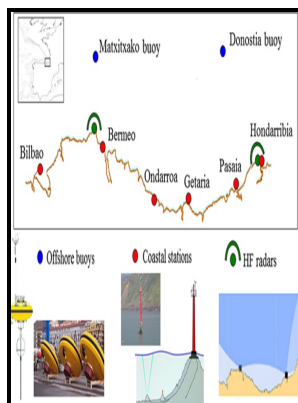 Matxitxako buoy
Donostia buoy
Hondarribia
Bermeo
Bilbao
Pasaia
Ondarroa
Getaria
Offshore buoys
Coastal stations
HF radars